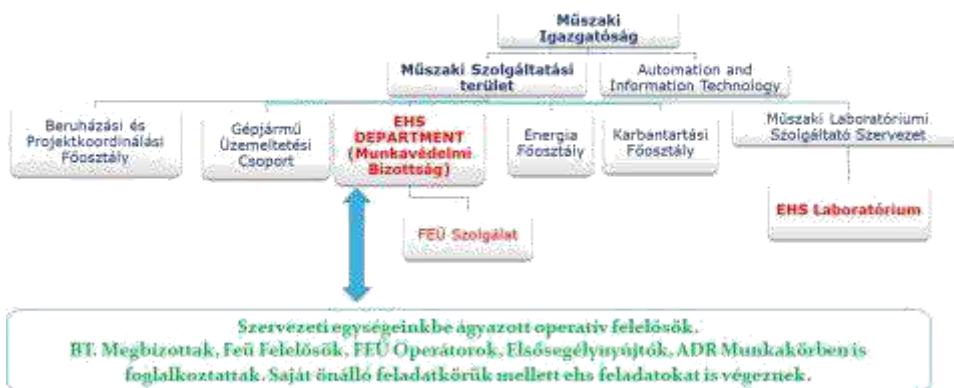 Műszaki
Igazgatóság
Műszaki Szolgáltatási
terület
Automation and
Information Technology
Beruházási és
Projektkoordinálási
Főosztály
Gépjármű
Üzemeltetési
Csoport
EHS
DEPARTMENT
(Munkavédelmi
Bizottság)
Energia
Főosztály
Karbantartási
Főosztály
Műszaki Laboratóriumi
Szolgáltató Szervezet
EHS Laboratórium
FEÜ Szolgálat
Szervezeti egységeinkbe ágyazott operatív felelősök.
BT. Megbízottak, Feü Felelősök, FEÜ Operátorok, Elsősegélynyújtók, ADR Munkakörben is
foglalkoztattak. Saját önálló feladatkörük mellett ehs feladatokat is végeznek.